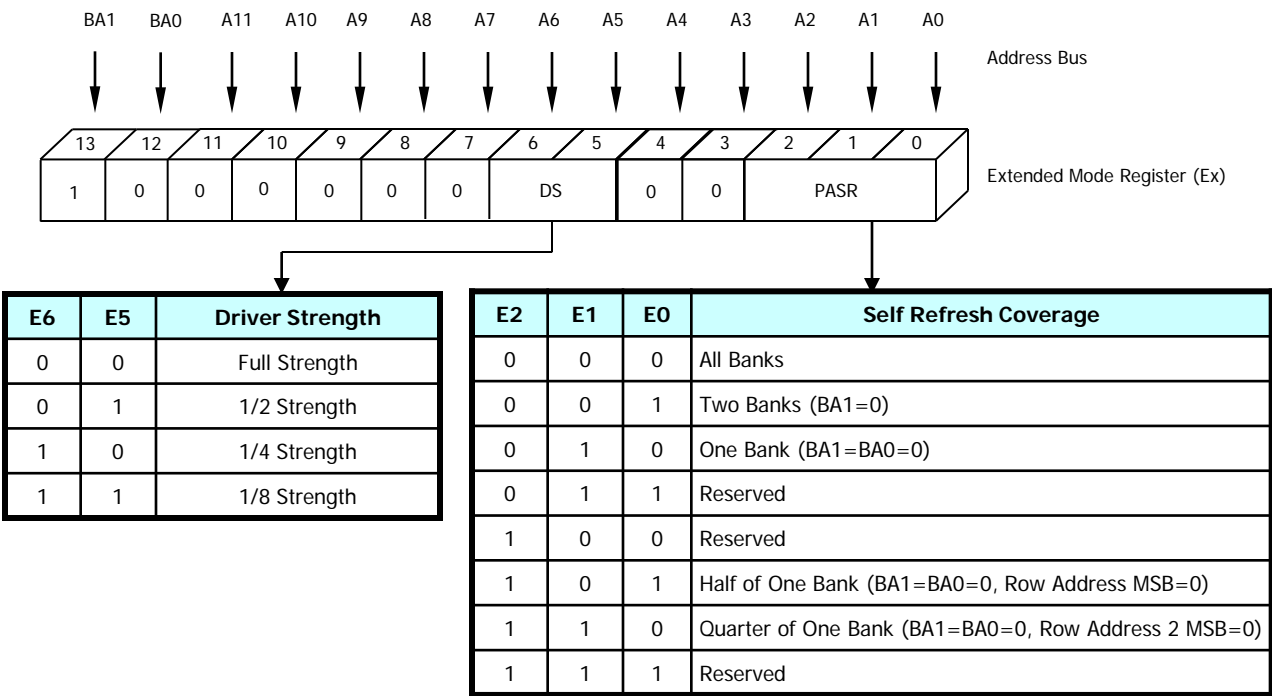 BA1 BA0 A11 A10 A9 A8 A7 A6 A5 A4 A3 A2 A1 A0
Address Bus
13 12 11 10 9 8 7 6 5 4 3 2 1 0
1 0 0 0 0 0 0 DS 0 0 PASR
Extended Mode Register (Ex)
E6 E5 Driver Strength
0 0 Full Strength
0 1 1/2 Strength
1 0 1/4 Strength
1 1 1/8 Strength
E2 E1 E0 Self Refresh Coverage
0 0 0 All Banks
0 0 1 Two Banks (BA1=0)
0 1 0 One Bank (BA1=BA0=0)
0 1 1 Reserved
1 0 0 Reserved
1 0 1 Half of One Bank (BA1=BA0=0, Row Address MSB=0)
1 1 0 Quarter of One Bank (BA1=BA0=0, Row Address 2 MSB=0)
1 1 1 Reserved